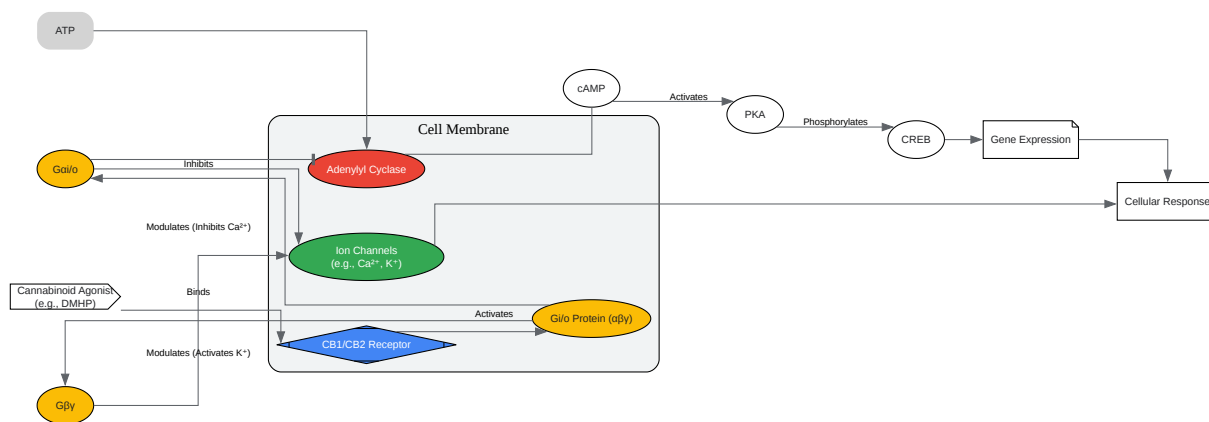 ATP
cAMP
Activates
PKA
Phosphorylates
CREB
Gene Expression
Cellular Response
Cell Membrane
Gαi/o
Inhibits
Adenylyl Cyclase
Modulates (Inhibits Ca²⁺)
Ion Channels
(e.g., Ca²⁺, K⁺)
Cannabinoid Agonist
(e.g., DMHP)
Binds
Activates
Gi/o Protein (αβγ)
CB1/CB2 Receptor
Modulates (Activates K⁺)
Gβγ